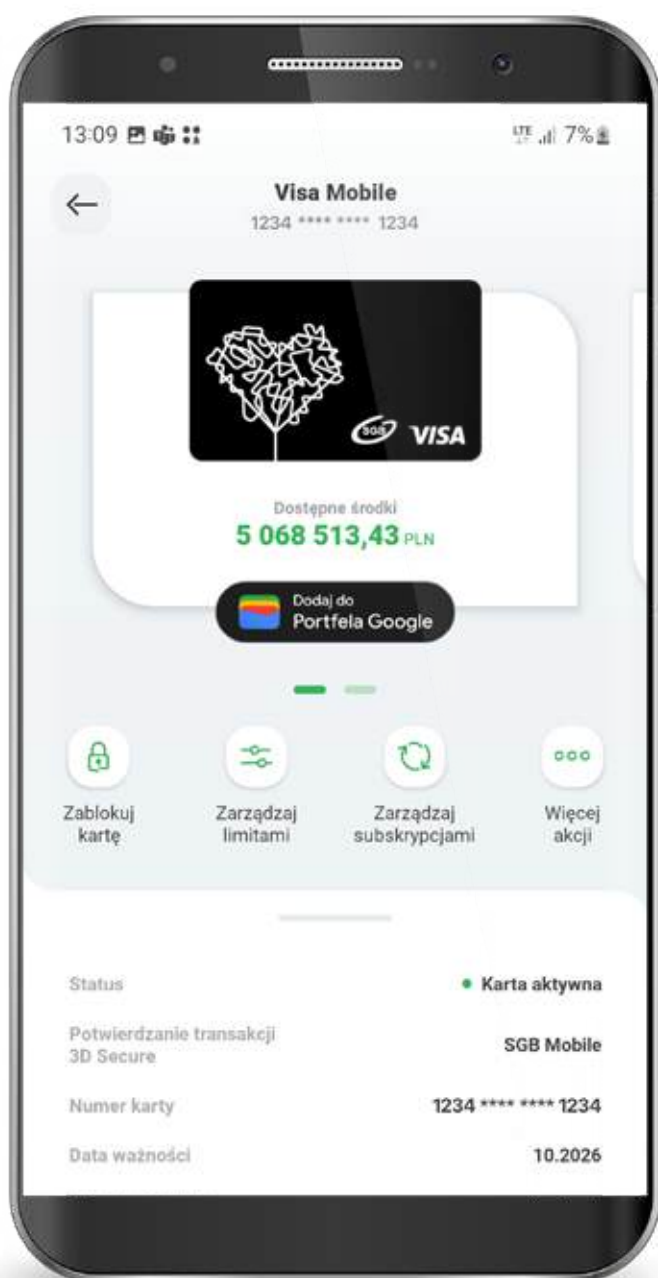 13:09
LTE 7%
Visa Mobile
1234 **** **** 1234
SGB VISA
Dostępne środki
5 068 513,43 PLN
Dodaj do
Portfela Google
Zablokuj
kartę
Zarządzaj
limitami
Zarządzaj
subskrypcjami
Więcej
akcji
Status
Karta aktywna
Potwierdzanie transakcji
3D Secure
SGB Mobile
Numer karty
1234 **** **** 1234
Data ważności
10.2026